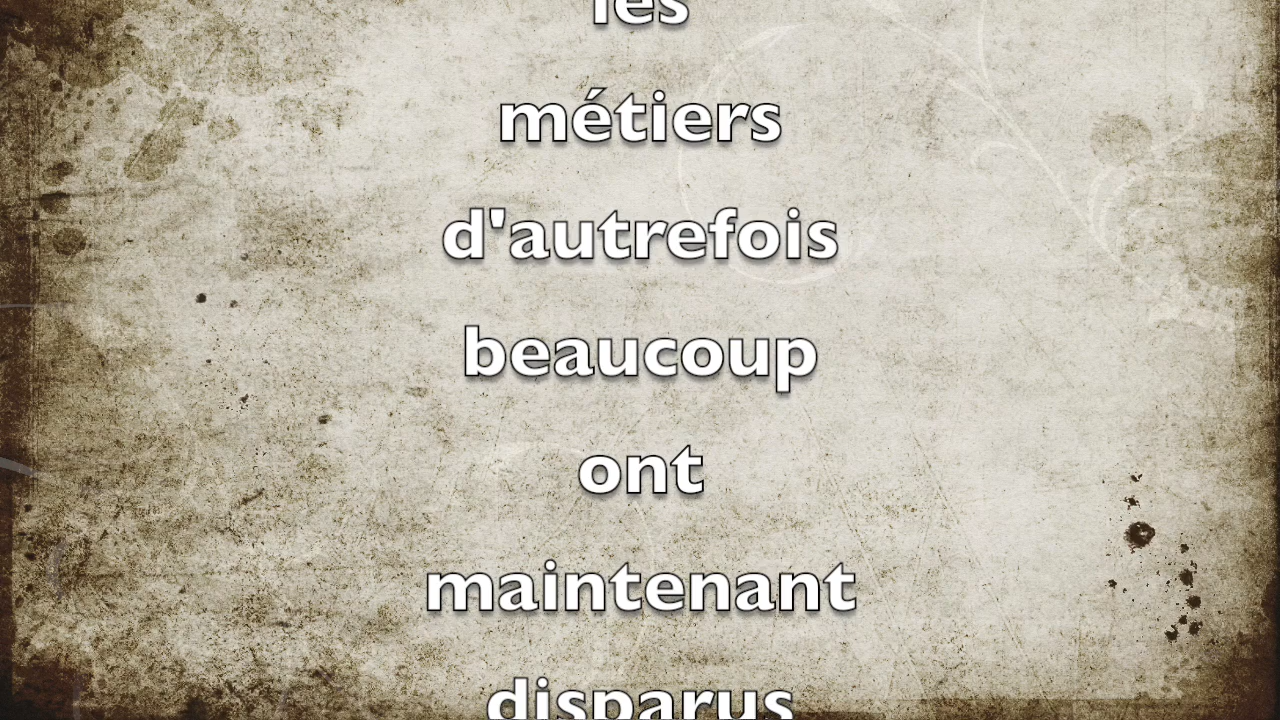 les
métiers
d'autrefois
beaucoup
ont
maintenant
disparus